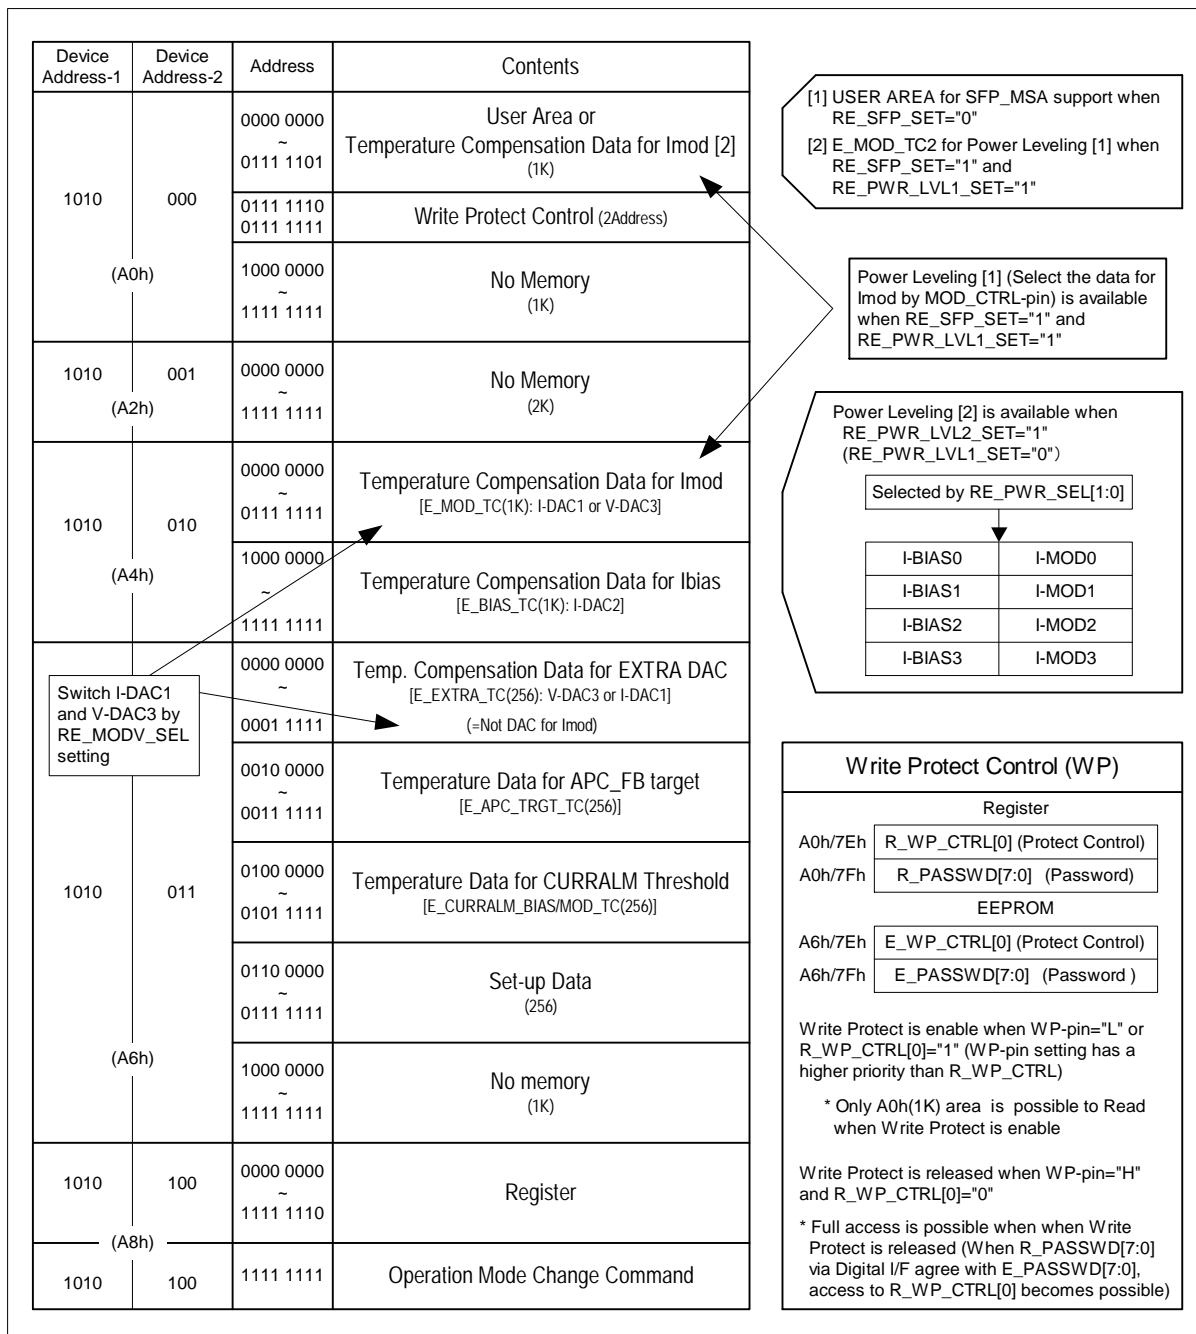 Device Address-1
Device Address-2
Address
Contents
1010
000
(A0h)
0000 0000
~
0111 1101
User Area or
Temperature Compensation Data for Imod [2]
(1K)
0111 1110
0111 1111
Write Protect Control (2Address)
1000 0000
~
1111 1111
No Memory
(1K)
1010
001
(A2h)
0000 0000
~
1111 1111
No Memory
(2K)
1010
010
(A4h)
0000 0000
~
0111 1111
Temperature Compensation Data for Imod
[E_MOD_TC(1K): I-DAC1 or V-DAC3]
1000 0000
~
1111 1111
Temperature Compensation Data for Ibias
[E_BIAS_TC(1K): I-DAC2]
Switch I-DAC1
and V-DAC3 by
RE_MODV_SEL
setting
1010
011
(A6h)
0000 0000
~
0001 1111
Temp. Compensation Data for EXTRA DAC
[E_EXTRA_TC(256): V-DAC3 or I-DAC1]
(=Not DAC for Imod)
0010 0000
~
0011 1111
Temperature Data for APC_FB target
[E_APC_TRGT_TC(256)]
0100 0000
~
0101 1111
Temperature Data for CURRALM Threshold
[E_CURRALM_BIAS/MOD_TC(256)]
0110 0000
~
0111 1111
Set-up Data
(256)
1000 0000
~
1111 1111
No memory
(1K)
1010
100
0000 0000
~
1111 1110
Register
(A8h)
1010
100
1111 1111
Operation Mode Change Command
[1] USER AREA for SFP_MSA support when
RE_SFP_SET="0"
[2] E_MOD_TC2 for Power Leveling [1] when
RE_SFP_SET="1" and
RE_PWR_LVL1_SET="1"
Power Leveling [1] (Select the data for
Imod by MOD_CTRL-pin) is available
when RE_SFP_SET="1" and
RE_PWR_LVL1_SET="1"
Power Leveling [2] is available when
RE_PWR_LVL2_SET="1"
(RE_PWR_LVL1_SET="0")
Selected by RE_PWR_SEL[1:0]
I-BIAS0 I-MOD0
I-BIAS1 I-MOD1
I-BIAS2 I-MOD2
I-BIAS3 I-MOD3
Write Protect Control (WP)
Register
A0h/7Eh R_WP_CTRL[0] (Protect Control)
A0h/7Fh R_PASSWD[7:0] (Password)
EEPROM
A6h/7Eh E_WP_CTRL[0] (Protect Control)
A6h/7Fh E_PASSWD[7:0] (Password )
Write Protect is enable when WP-pin="L" or
R_WP_CTRL[0]="1" (WP-pin setting has a
higher priority than R_WP_CTRL)
* Only A0h(1K) area is possible to Read
when Write Protect is enable
Write Protect is released when WP-pin="H"
and R_WP_CTRL[0]="0"
* Full access is possible when when Write
Protect is released (When R_PASSWD[7:0]
via Digital I/F agree with E_PASSWD[7:0],
access to R_WP_CTRL[0] becomes possible)